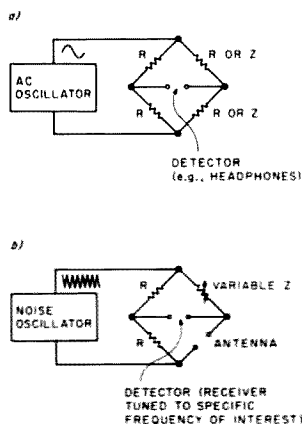 a)
R
R OR Z
AC
OSCILLATOR
R
R OR Z
DETECTOR
(e.g., HEADPHONES)
b)
R
VARIABLE Z
NOISE
OSCILLATOR
R
ANTENNA
DETECTOR (RECEIVER
TUNED TO SPECIFIC
FREQUENCY OF INTEREST)